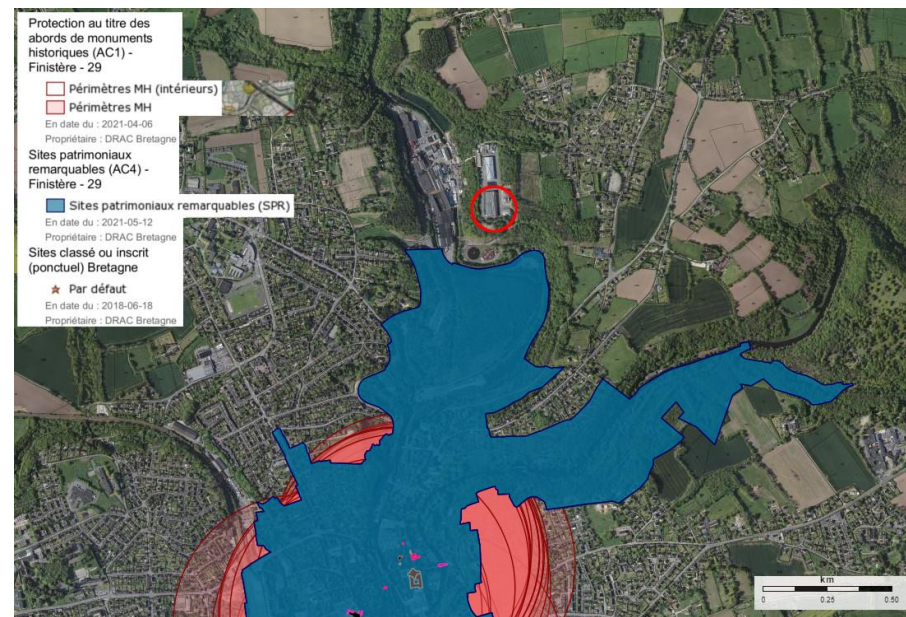 Protection au titre des
abords de monuments
historiques (AC1) -
Finistère - 29
Périmètres MH (intérieurs)
Périmètres MH
En date du : 2021-04-06
Propriétaire : DRAC Bretagne
Sites patrimoniaux
remarquables (AC4) -
Finistère - 29
Sites patrimoniaux remarquables (SPR)
En date du : 2021-05-12
Propriétaire : DRAC Bretagne
Sites classé ou inscrit
(ponctuel) Bretagne
Par défaut
En date du : 2018-06-18
Propriétaire : DRAC Bretagne
km
0 0.25 0.50